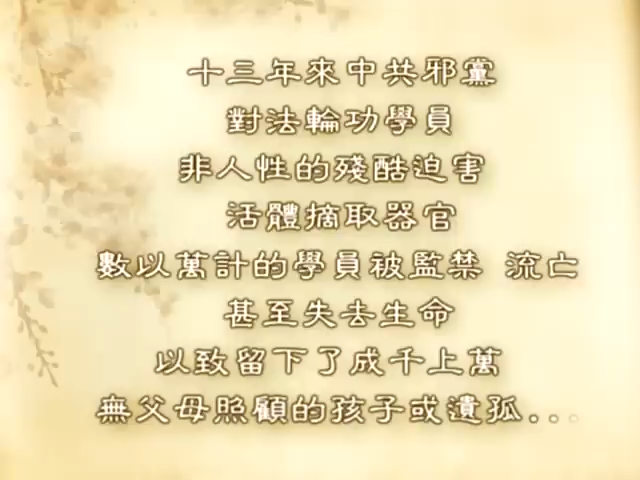 十三年來中共邪黨
對法輪功學員
非人性的殘酷迫害
活體摘取器官
數以萬計的學員被監禁 流亡
甚至失去生命
以致留下了成千上萬
無父母照顧的孩子或遺孤...